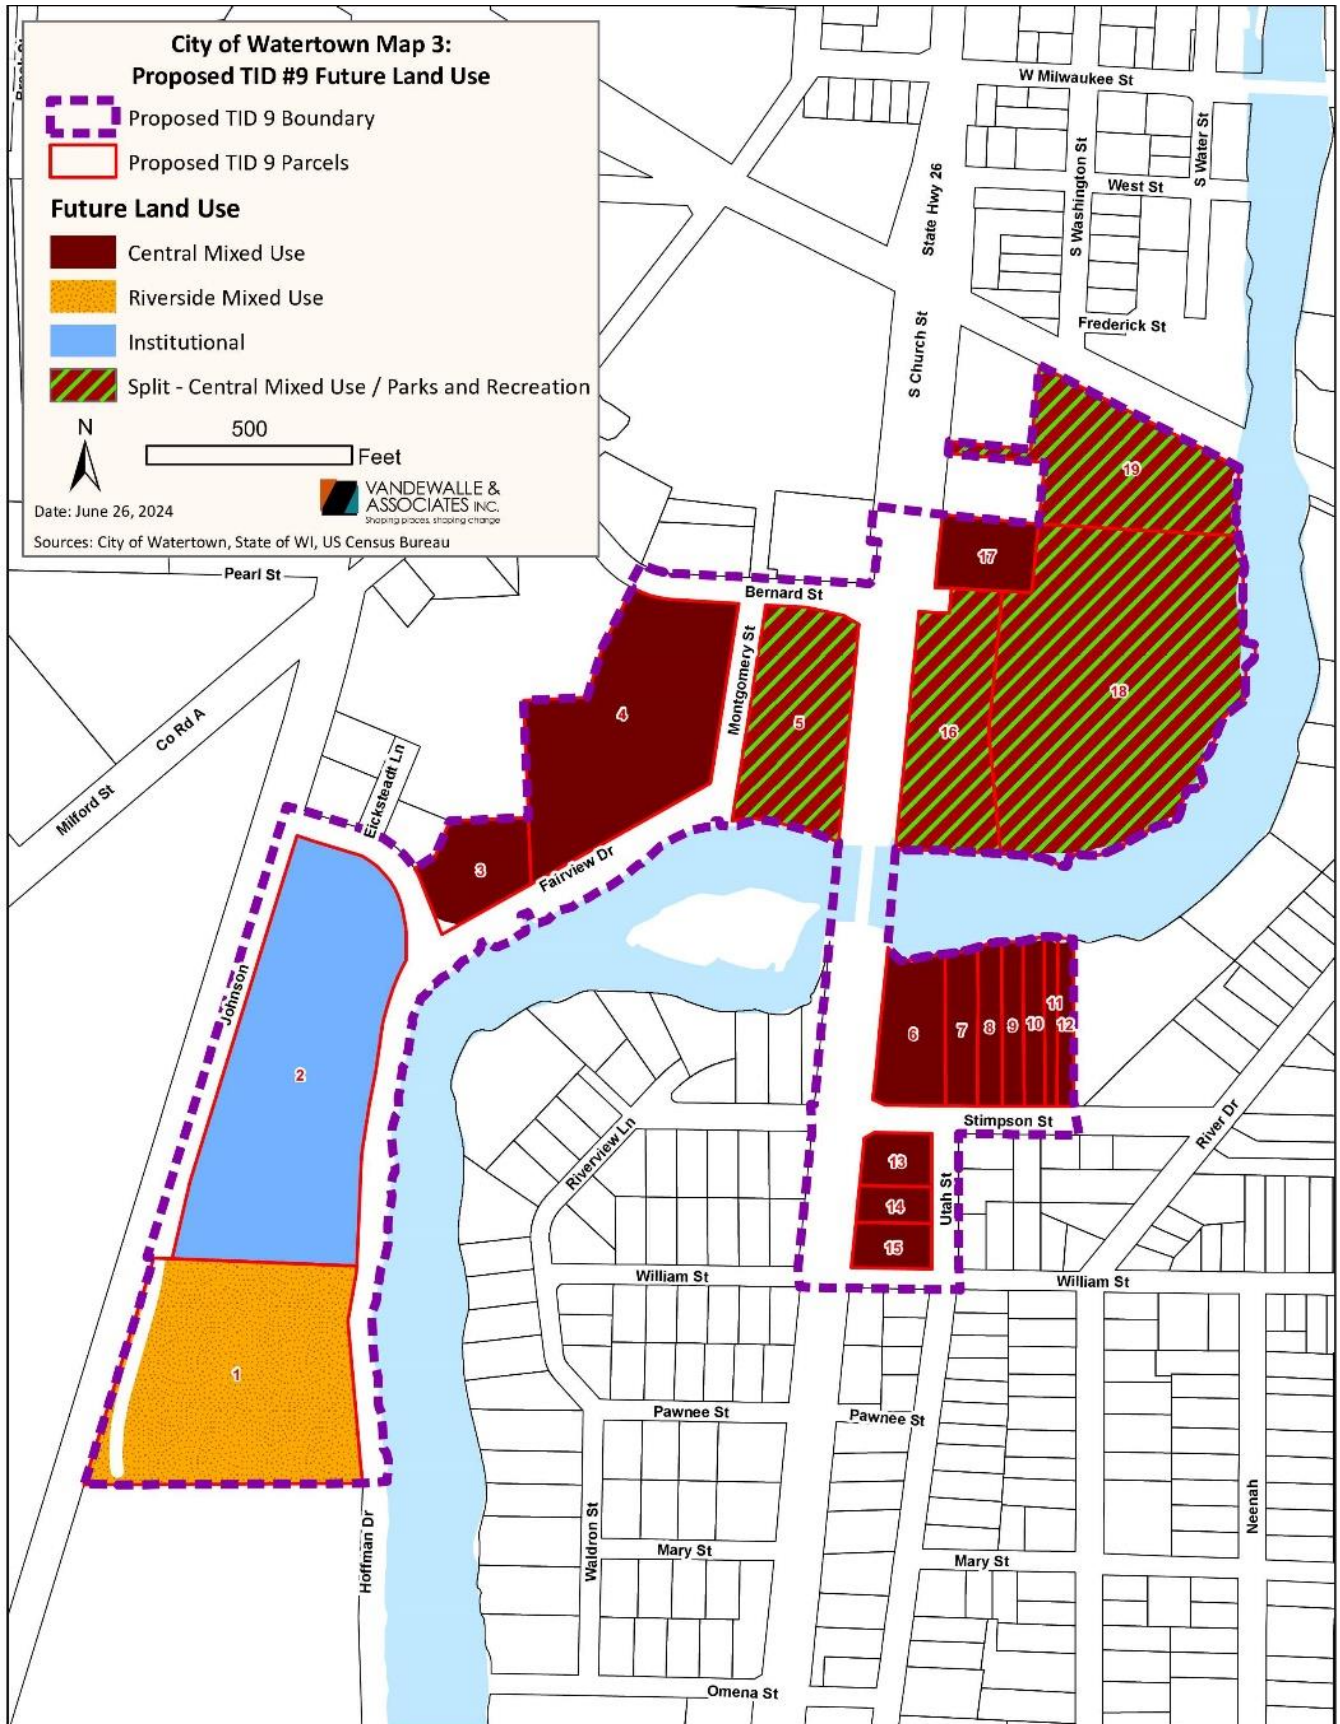 City of Watertown Map 3:
Proposed TID #9 Future Land Use
Proposed TID 9 Boundary
Proposed TID 9 Parcels
Future Land Use
Central Mixed Use
Riverside Mixed Use
Institutional
Split - Central Mixed Use / Parks and Recreation
N
500
Feet
VANDEWALLE &
ASSOCIATES INC.
Shaping places, shaping change
Date: June 26, 2024
Sources: City of Watertown, State of WI, US Census Bureau
W Milwaukee St
S Water St
S Washington St
West St
State Hwy 26
Frederick St
S Church St
19
17
Pearl St
Bernard St
Montgomery St
4
5
16
18
Co Rd A
Milford St
Eicksteadt Ln
3
Fairview Dr
Johnson
2
6
7
8
9
10
11
12
Stimpson St
River Dr
Riverview Ln
13
14
15
Utah St
William St
William St
1
Pawnee St
Pawnee St
Hoffman Dr
Waldron St
Neenah
Mary St
Mary St
Omena St